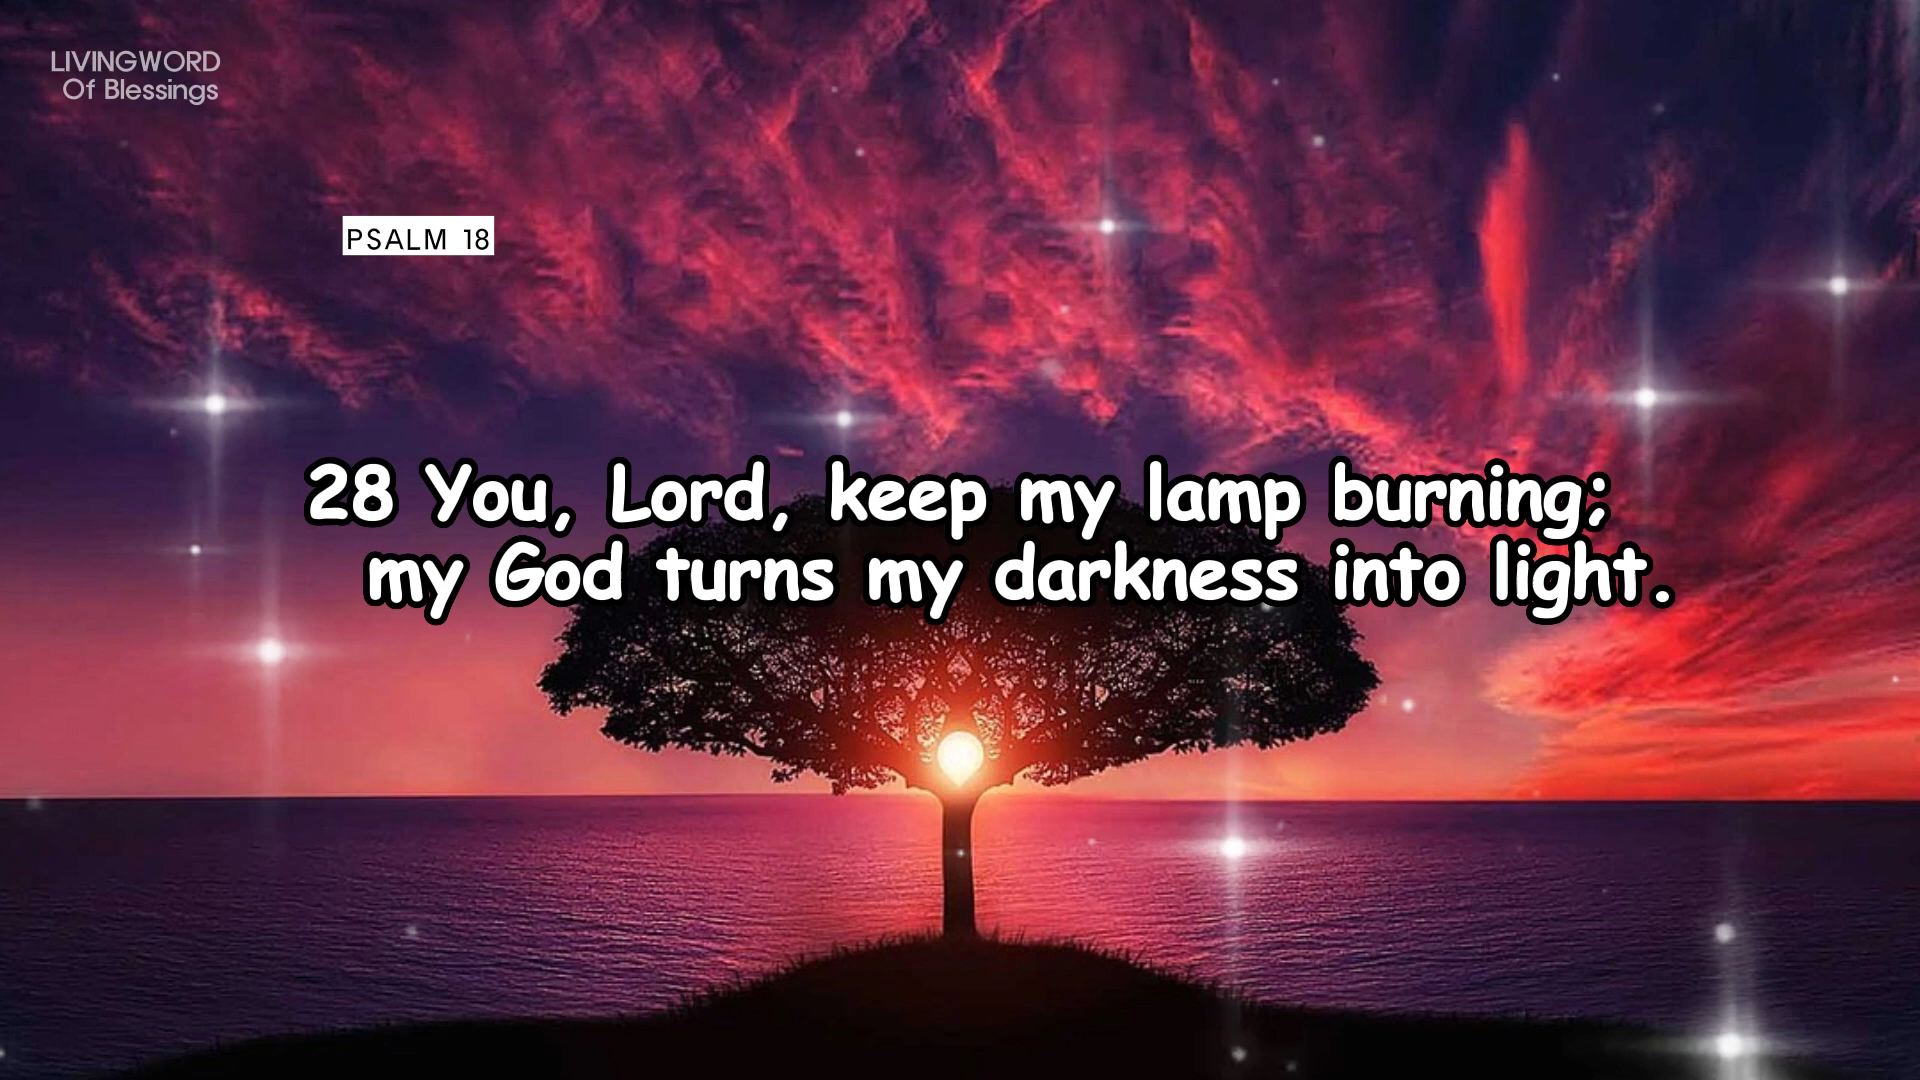 LIVINGWORD
Of Blessings
PSALM 18
28 You, Lord, keep my lamp burning;
my God turns my darkness into light.